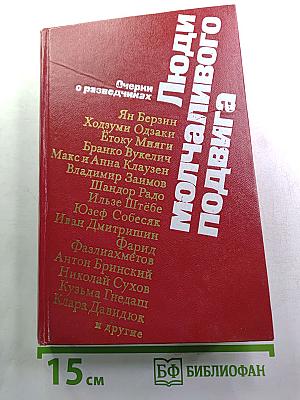 Очерки
о разведчиках
Люди
молчаливого
подвига
Ян Берзин
Ходзуми Одзаки
Ётоку Мияги
Бранко Вукелич
Макс и Анна Клаузен
Владимир Заимов
Шандор Радо
Ильзе Штёбе
Юзеф Собесяк
Иван Дмитришин
Фарид
Фазлиахметов
Антон Бринский
Николай Сухов
Кузьма Гнедаш
Клара Давидюк
и другие
15 см
БФ БИБЛИОФАН